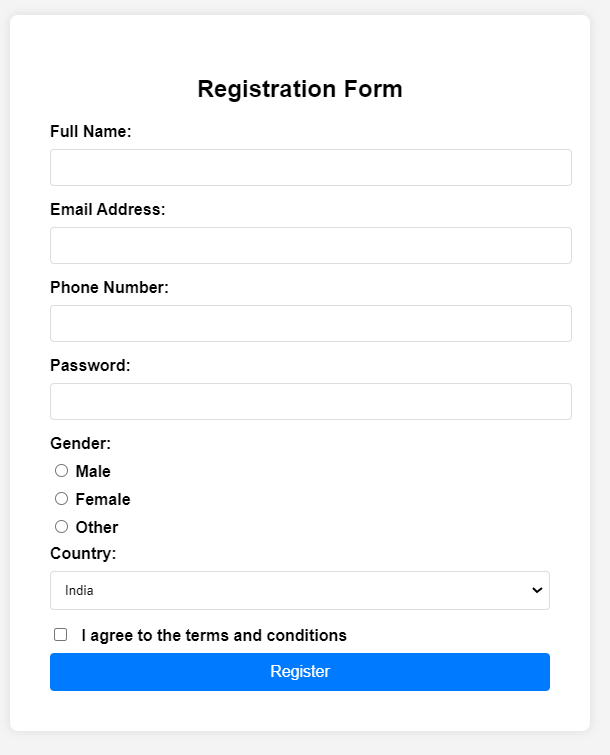 Registration Form
Full Name:
Email Address:
Phone Number:
Password:
Gender:
Male
Female
Other
Country:
India
I agree to the terms and conditions
Register